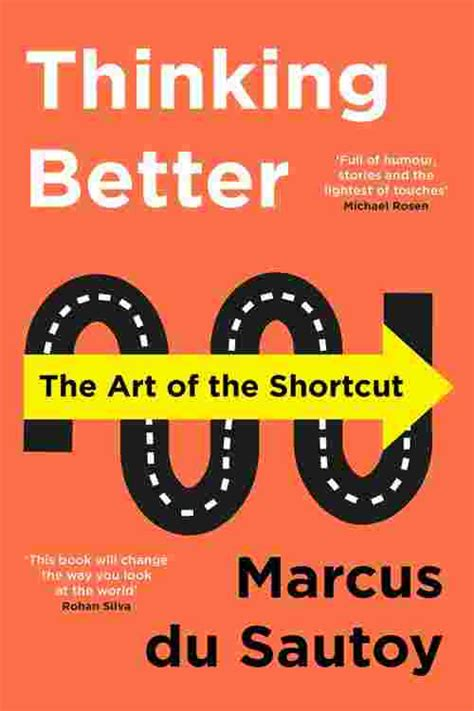 Thinking
Better
'Full of humour,
stories and the
lightest of touches'
Michael Rosen
The Art of the Shortcut
'This book will change
the way you look
at the world'
Rohan Silva
Marcus
du Sautoy